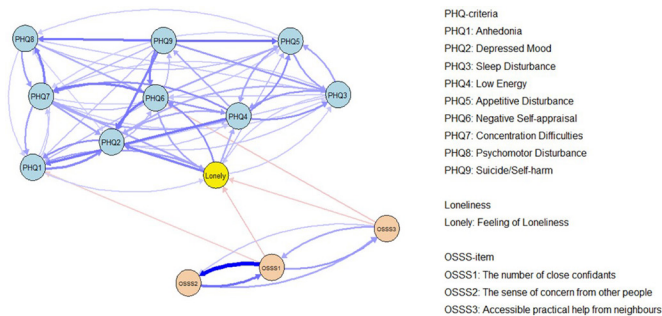 PHQ8
PHQ9
PHQ5
PHQ7
PHQ6
PHQ3
PHQ4
PHQ2
PHQ1
Lonely
OSSS3
OSSS1
OSSS2
PHQ-criteria
PHQ1: Anhedonia
PHQ2: Depressed Mood
PHQ3: Sleep Disturbance
PHQ4: Low Energy
PHQ5: Appetitive Disturbance
PHQ6: Negative Self-appraisal
PHQ7: Concentration Difficulties
PHQ8: Psychomotor Disturbance
PHQ9: Suicide/Self-harm
Loneliness
Lonely: Feeling of Loneliness
OSSS-item
OSSS1: The number of close confidants
OSSS2: The sense of concern from other people
OSSS3: Accessible practical help from neighbours